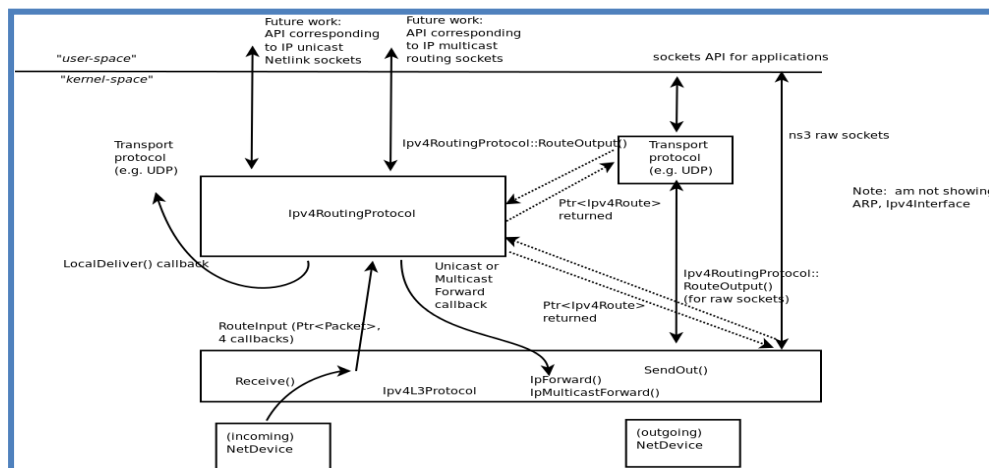 Future work:
API corresponding
to IP unicast
Netlink sockets
Future work:
API corresponding
to IP multicast
routing sockets
"user-space"
sockets API for applications
"kernel-space"
Transport
protocol
(e.g. UDP)
Ipv4RoutingProtocol::RouteOutput()
Transport
protocol
(e.g. UDP)
ns3 raw sockets
Ipv4RoutingProtocol
Ptr<Ipv4Route>
returned
Note: am not showing
ARP, Ipv4Interface
LocalDeliver() callback
Unicast or
Multicast
Forward
callback
Ipv4RoutingProtocol::
RouteOutput()
(for raw sockets)
Ptr<Ipv4Route>
returned
RouteInput (Ptr<Packet>,
4 callbacks)
Receive()
Ipv4L3Protocol
IpForward()
IpMulticastForward()
SendOut()
(incoming)
NetDevice
(outgoing)
NetDevice